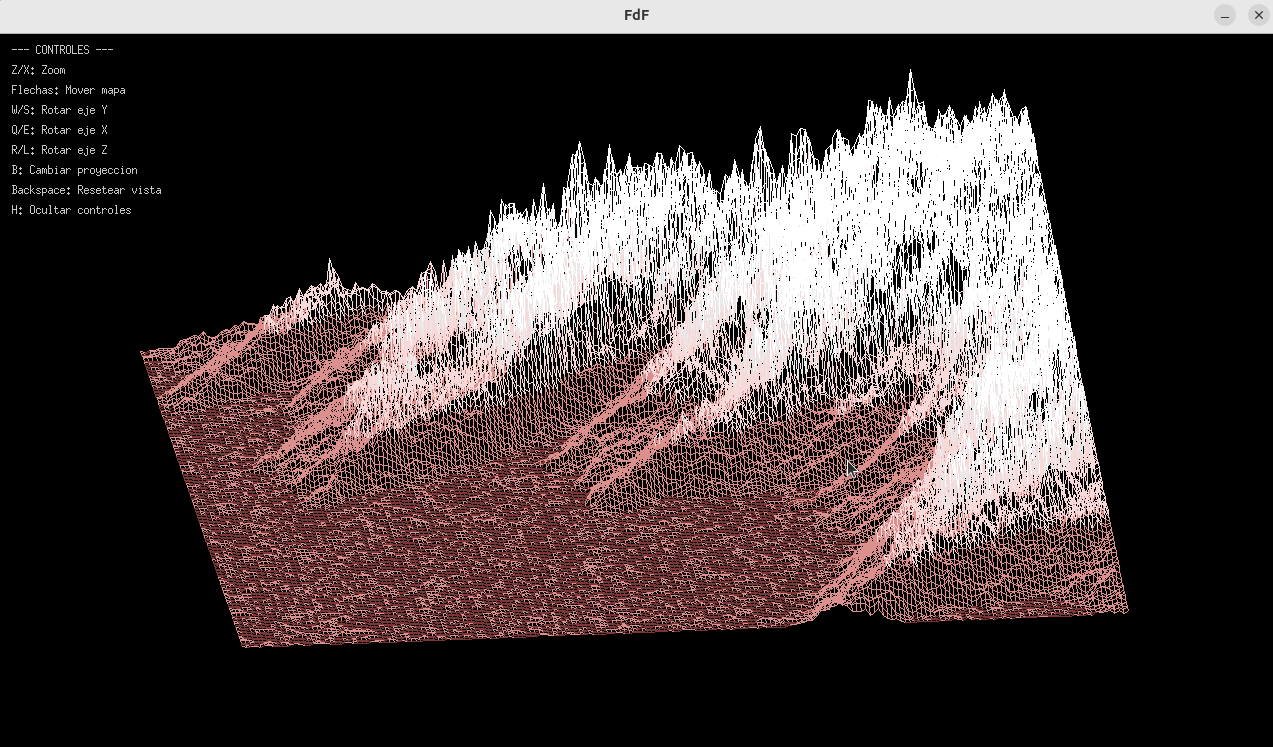 FdF
--- CONTROLES ---
Z/X: Zoom
Flechas: Mover mapa
W/S: Rotar eje Y
Q/E: Rotar eje X
R/L: Rotar eje Z
B: Cambiar proyeccion
Backspace: Resetear vista
H: Ocultar controles